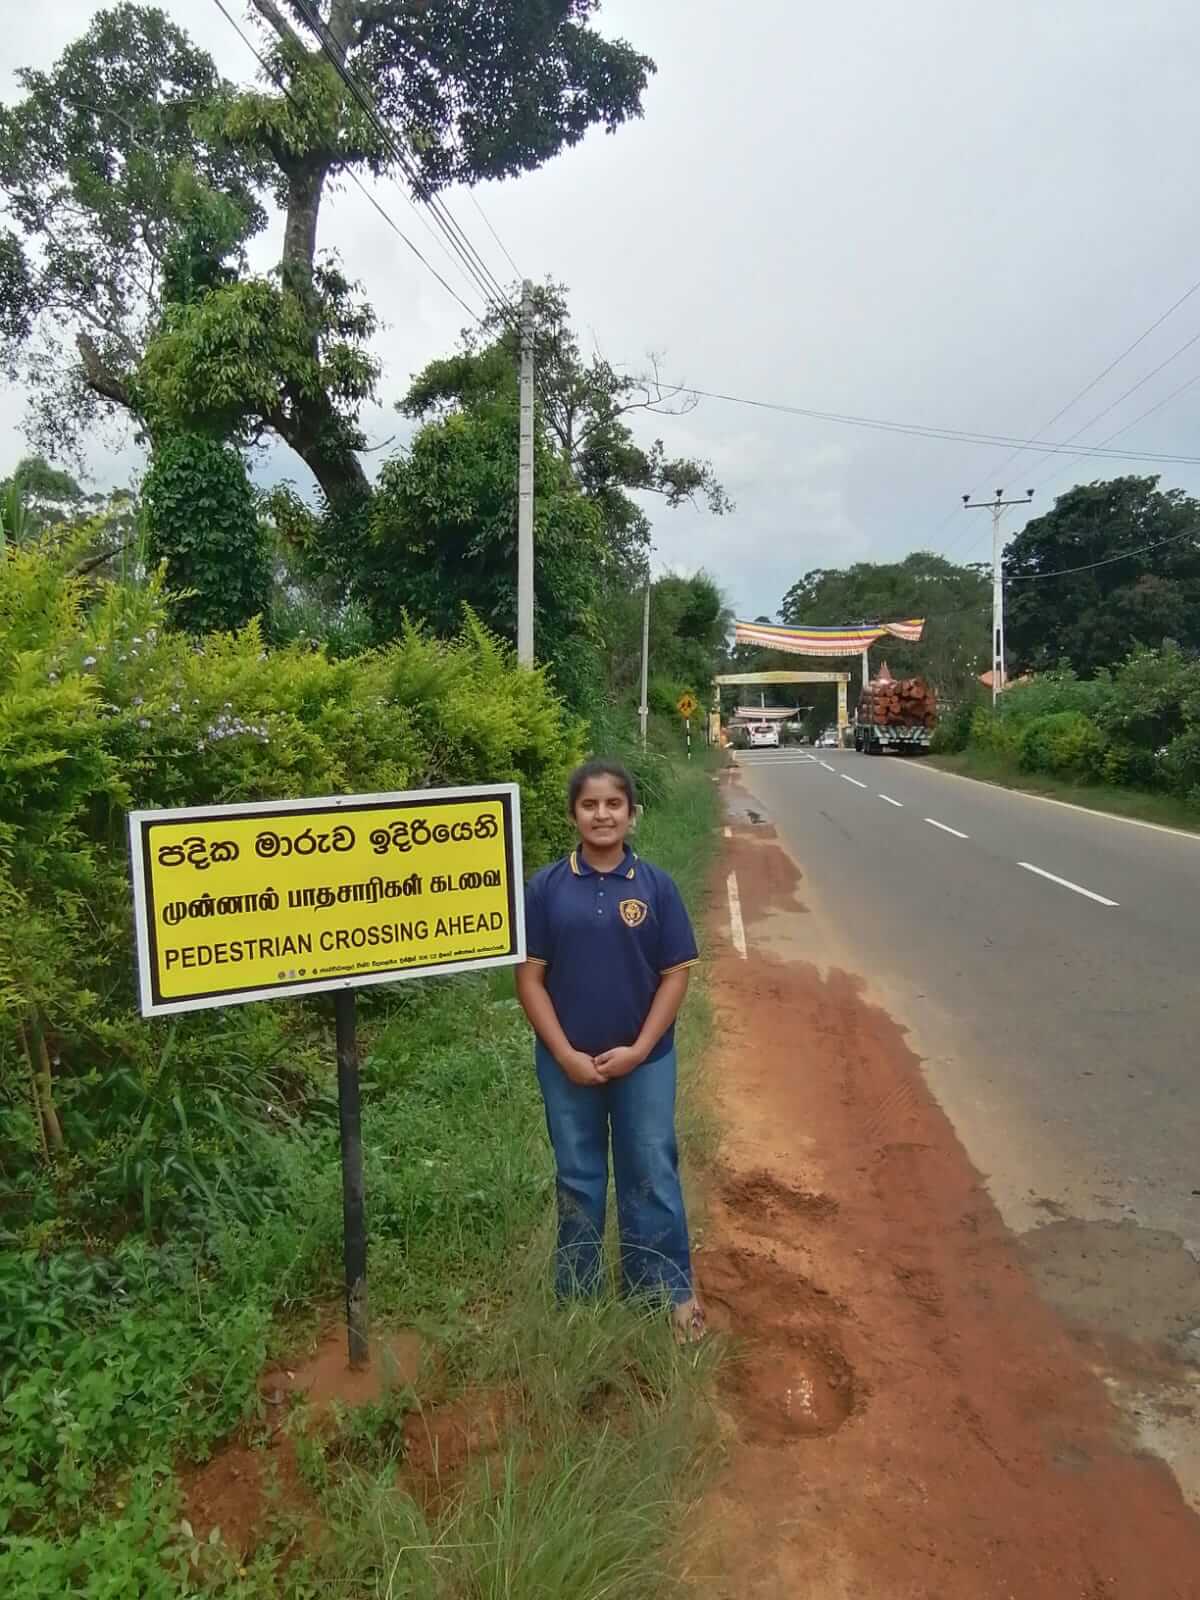 පදික මාරුව ඉදිරියෙනි
முன்னால் பாதசாரிகள் கடவை
PEDESTRIAN CROSSING AHEAD